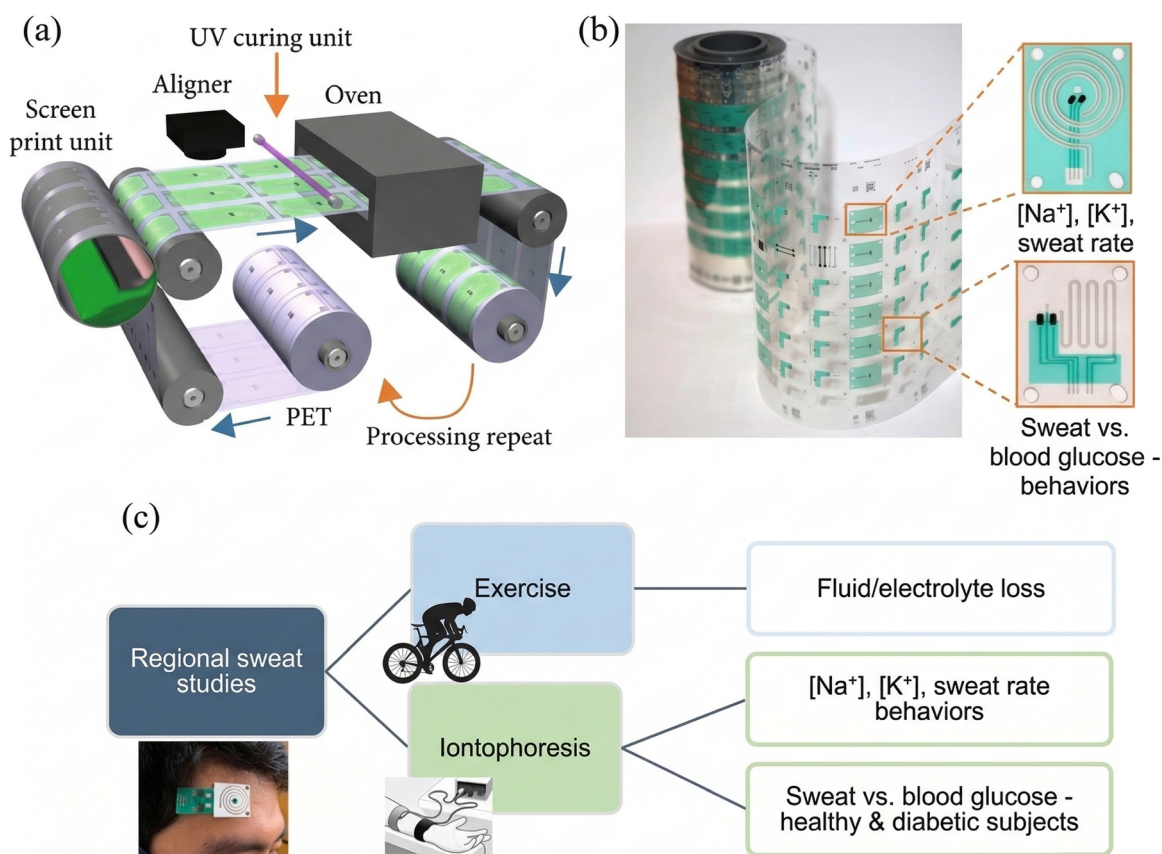 (a)
UV curing unit
Aligner
Oven
Screen
print unit
PET
Processing repeat
(b)
[Na⁺], [K⁺],
sweat rate
Sweat vs.
blood glucose -
behaviors
(c)
Regional sweat
studies
Exercise
Iontophoresis
Fluid/electrolyte loss
[Na⁺], [K⁺], sweat rate
behaviors
Sweat vs. blood glucose -
healthy & diabetic subjects